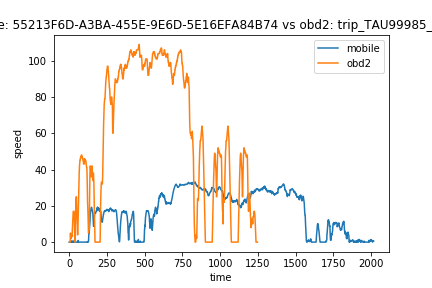 e: 55213F6D-A3BA-455E-9E6D-5E16EFA84B74 vs obd2: trip_TAU99985_
mobile
obd2
speed
100
80
60
40
20
0
0 250 500 750 1000 1250 1500 1750 2000
time